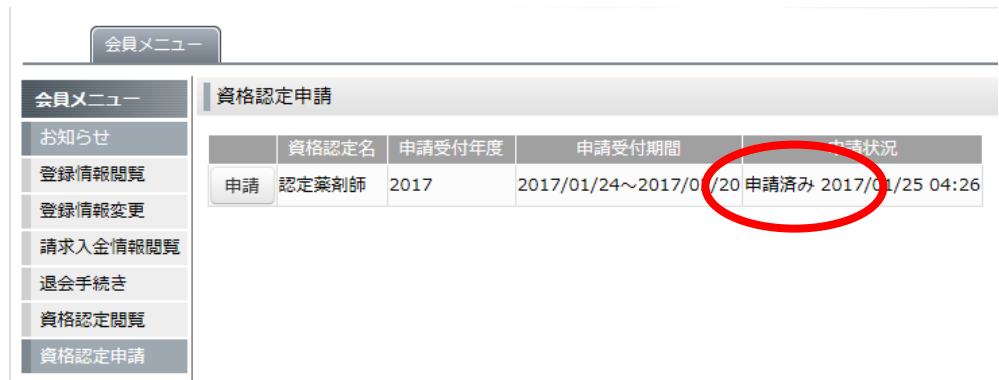 会員メニュー
会員メニュー
お知らせ
登録情報閲覧
登録情報変更
請求入金情報閲覧
退会手続き
資格認定閲覧
資格認定申請
資格認定申請
資格認定名 申請受付年度 申請受付期間 申請状況
申請 認定薬剤師 2017 2017/01/24～2017/0 /20 申請済み 2017/01/25 04:26